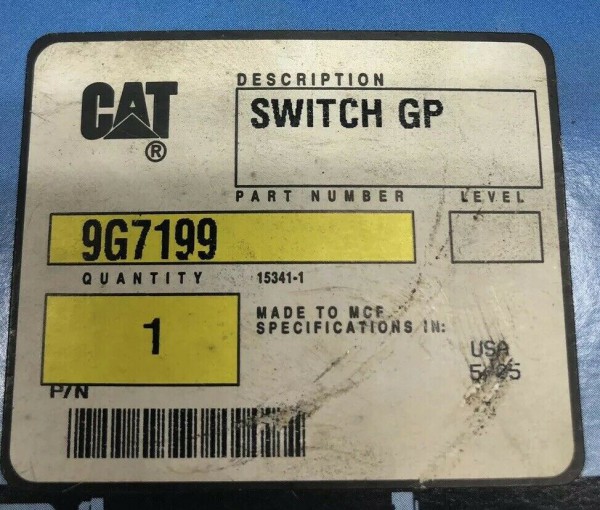 CAT
®
DESCRIPTION
SWITCH GP
PART NUMBER LEVEL
9G7199
QUANTITY 15341-1
1
MADE TO MCF
SPECIFICATIONS IN:
USA
P/N